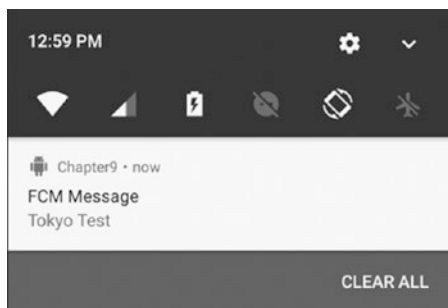 12:59 PM
Chapter9 • now
FCM Message
Tokyo Test
CLEAR ALL